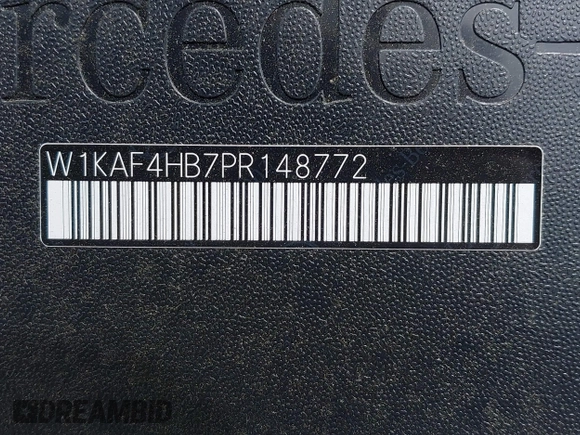 rcedes-
W1KAF4HB7PR148772
DREAMBID